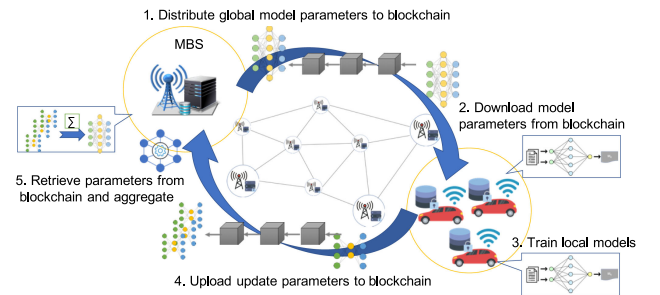 1. Distribute global model parameters to blockchain
MBS
Σ
2. Download model
parameters from blockchain
5. Retrieve parameters from
blockchain and aggregate
3. Train local models
4. Upload update parameters to blockchain